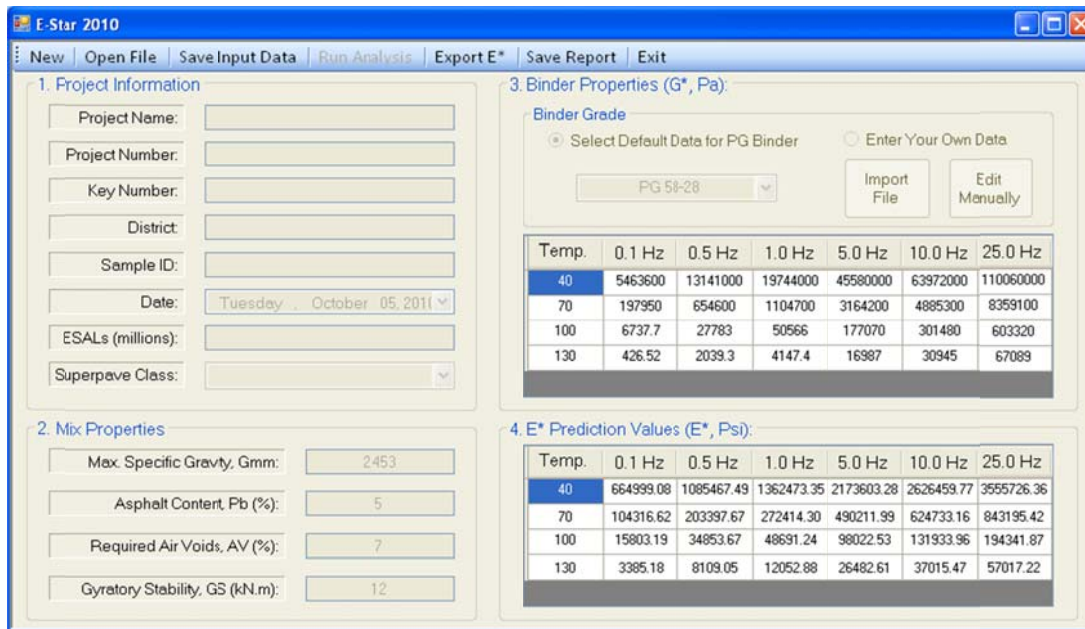 E-Star 2010
New Open File Save Input Data Run Analysis Export E* Save Report Exit
1. Project Information
Project Name:
Project Number:
Key Number:
District:
Sample ID:
Date: Tuesday , October 05, 2010
ESALs (millions):
Superpave Class:
2. Mix Properties
Max. Specific Gravty, Gmm: 2453
Asphalt Content, Pb (%): 5
Required Air Voids, AV (%): 7
Gyratory Stability, GS (kN.m): 12
3. Binder Properties (G*, Pa):
Binder Grade
Select Default Data for PG Binder Enter Your Own Data
PG 58-28 Import File Edit Manually
Temp. 0.1 Hz 0.5 Hz 1.0 Hz 5.0 Hz 10.0 Hz 25.0 Hz
40 5463600 13141000 19744000 45580000 63972000 110060000
70 197950 654600 1104700 3164200 4885300 8359100
100 6737.7 27783 50566 177070 301480 603320
130 426.52 2039.3 4147.4 16987 30945 67089
4. E* Prediction Values (E*, Psi):
Temp. 0.1 Hz 0.5 Hz 1.0 Hz 5.0 Hz 10.0 Hz 25.0 Hz
40 664999.08 1085467.49 1362473.35 2173603.28 2626459.77 3555726.36
70 104316.62 203397.67 272414.30 490211.99 624733.16 843195.42
100 15803.19 34853.67 48691.24 98022.53 131933.96 194341.87
130 3385.18 8109.05 12052.88 26482.61 37015.47 57017.22